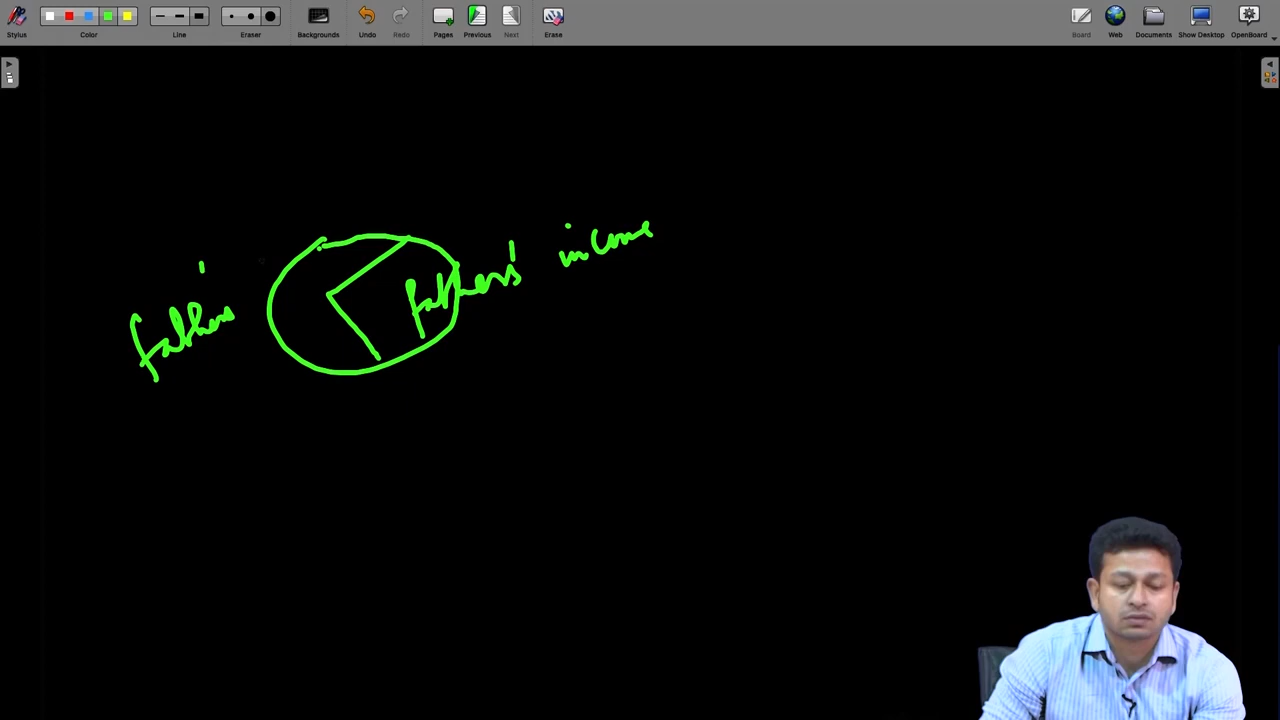 Stylus
Color
Line
Eraser
Backgrounds
Undo
Redo
Pages
Previous
Next
Erase
Board
Web
Documents
Show Desktop
OpenBoard
fathers'
fathers' income